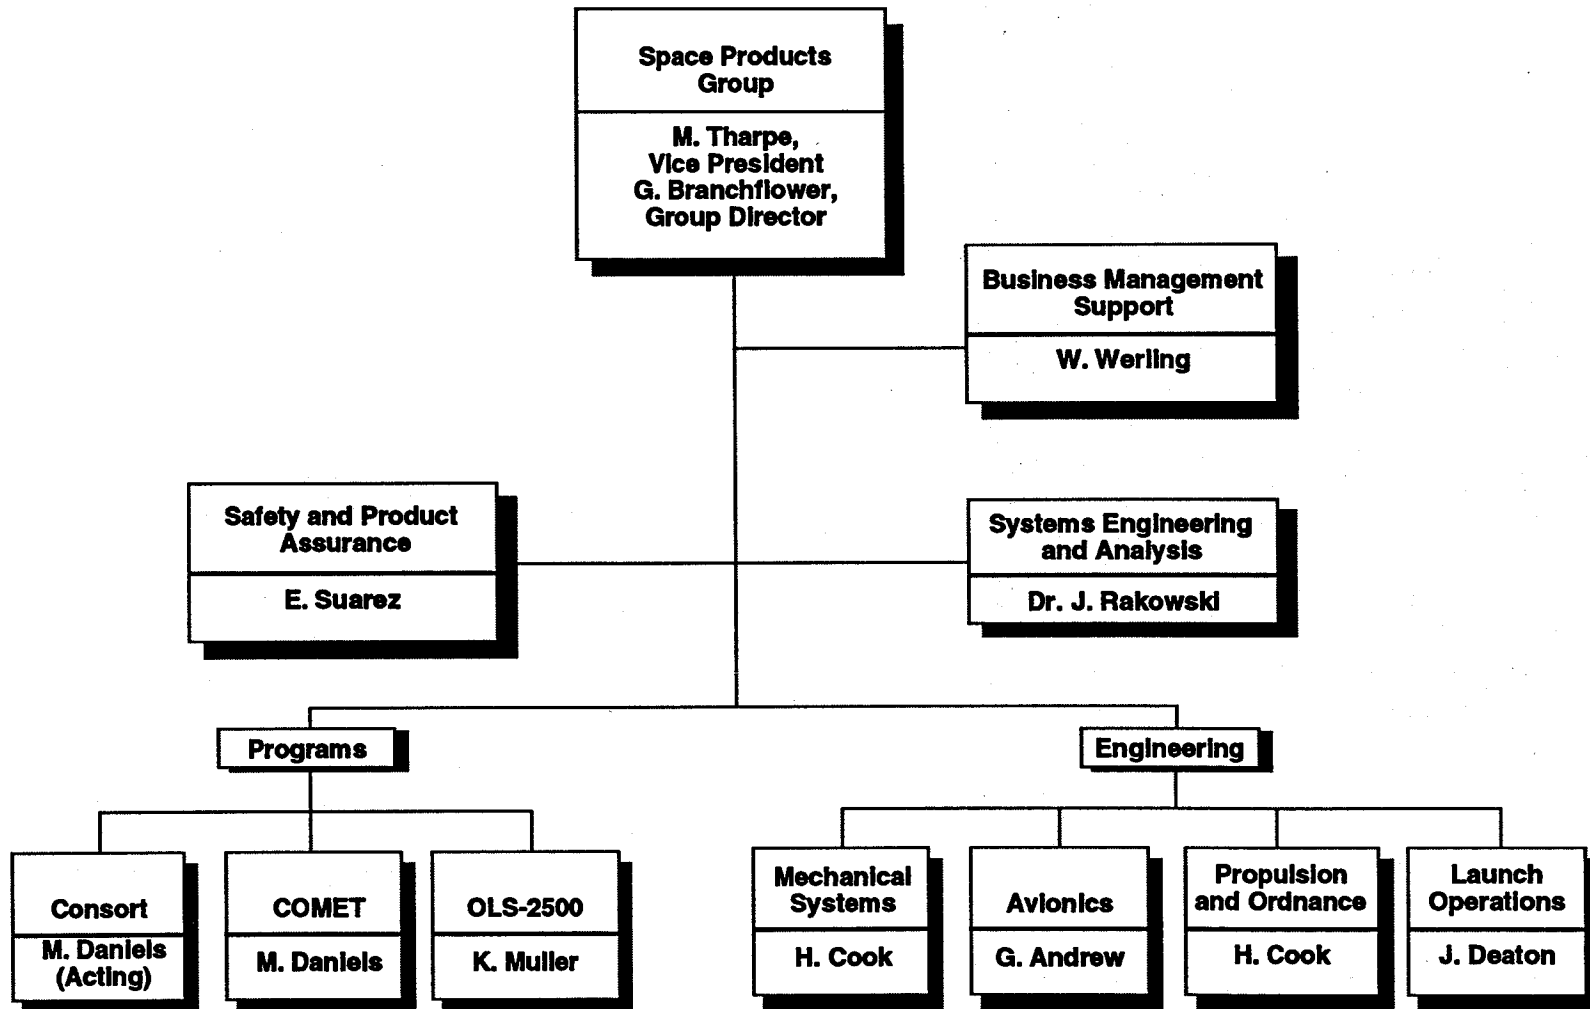 Space Products
Group
M. Tharpe,
Vice President
G. Branchflower,
Group Director
Business Management
Support
W. Werling
Safety and Product
Assurance
E. Suarez
Systems Engineering
and Analysis
Dr. J. Rakowski
Programs
Engineering
Consort
M. Daniels
(Acting)
COMET
M. Daniels
OLS-2500
K. Muller
Mechanical
Systems
H. Cook
Avionics
G. Andrew
Propulsion
and Ordnance
H. Cook
Launch
Operations
J. Deaton